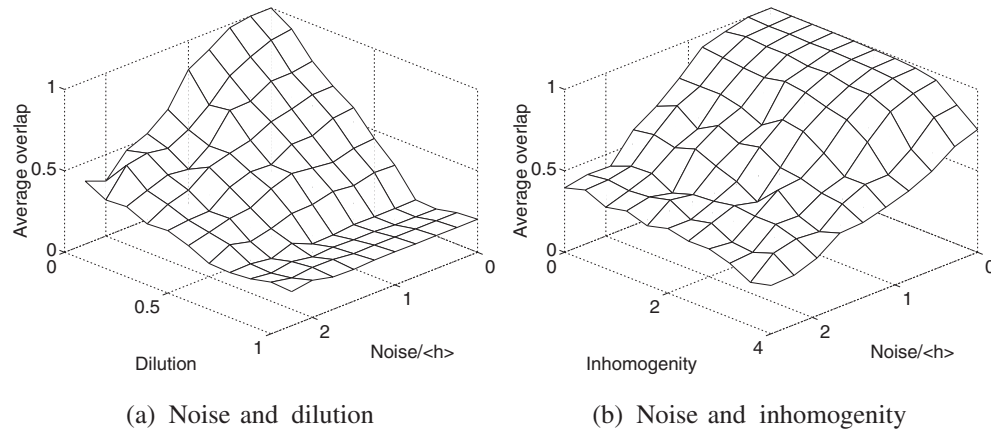 1
0.5
0
Average overlap
0
0.5
1
Dilution
2
1
0
Noise/<h>
(a) Noise and dilution
1
0.5
0
Average overlap
0
2
4
Inhomogenity
2
1
0
Noise/<h>
(b) Noise and inhomogenity